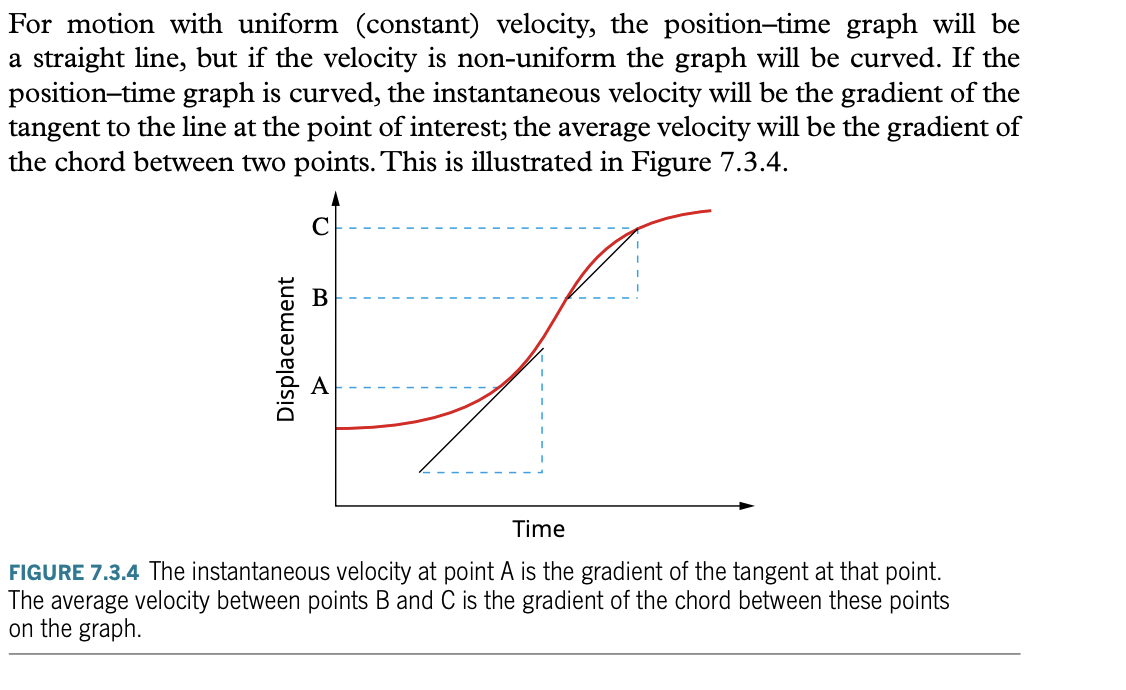 For motion with uniform (constant) velocity, the position–time graph will be
a straight line, but if the velocity is non-uniform the graph will be curved. If the
position–time graph is curved, the instantaneous velocity will be the gradient of the
tangent to the line at the point of interest; the average velocity will be the gradient of
the chord between two points. This is illustrated in Figure 7.3.4.
C
B
A
Displacement
Time
FIGURE 7.3.4 The instantaneous velocity at point A is the gradient of the tangent at that point.
The average velocity between points B and C is the gradient of the chord between these points
on the graph.